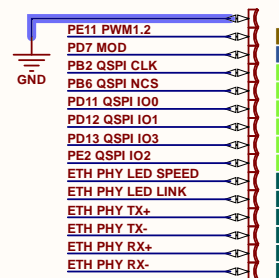 PE11 PWM1.2
PD7 MOD
GND
PB2 QSPI CLK
PB6 QSPI NCS
PD11 QSPI IO0
PD12 QSPI IO1
PD13 QSPI IO3
PE2 QSPI IO2
ETH PHY LED SPEED
ETH PHY LED LINK
ETH PHY TX+
ETH PHY TX-
ETH PHY RX+
ETH PHY RX-